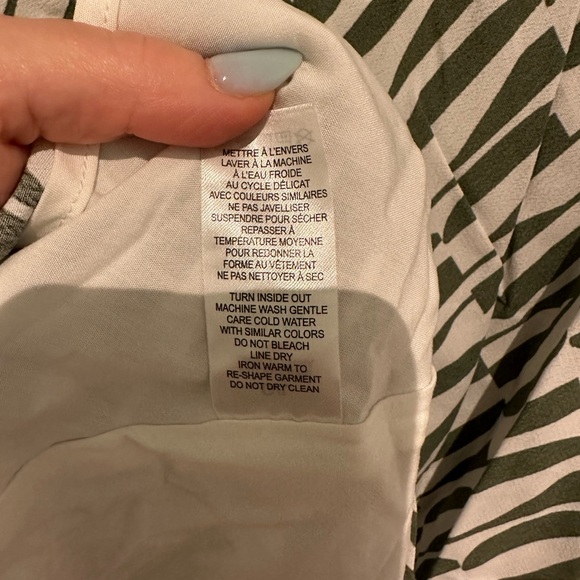 METTRE À L'ENVERS
LAVER À LA MACHINE
À L'EAU FROIDE
AU CYCLE DÉLICAT
AVEC COULEURS SIMILAIRES
NE PAS JAVELLISER
SUSPENDRE POUR SÉCHER
REPASSER À
TEMPÉRATURE MOYENNE
POUR REDONNER LA
FORME AU VÊTEMENT
NE PAS NETTOYER À SEC
TURN INSIDE OUT
MACHINE WASH GENTLE
CARE COLD WATER
WITH SIMILAR COLORS
DO NOT BLEACH
LINE DRY
IRON WARM TO
RE-SHAPE GARMENT
DO NOT DRY CLEAN